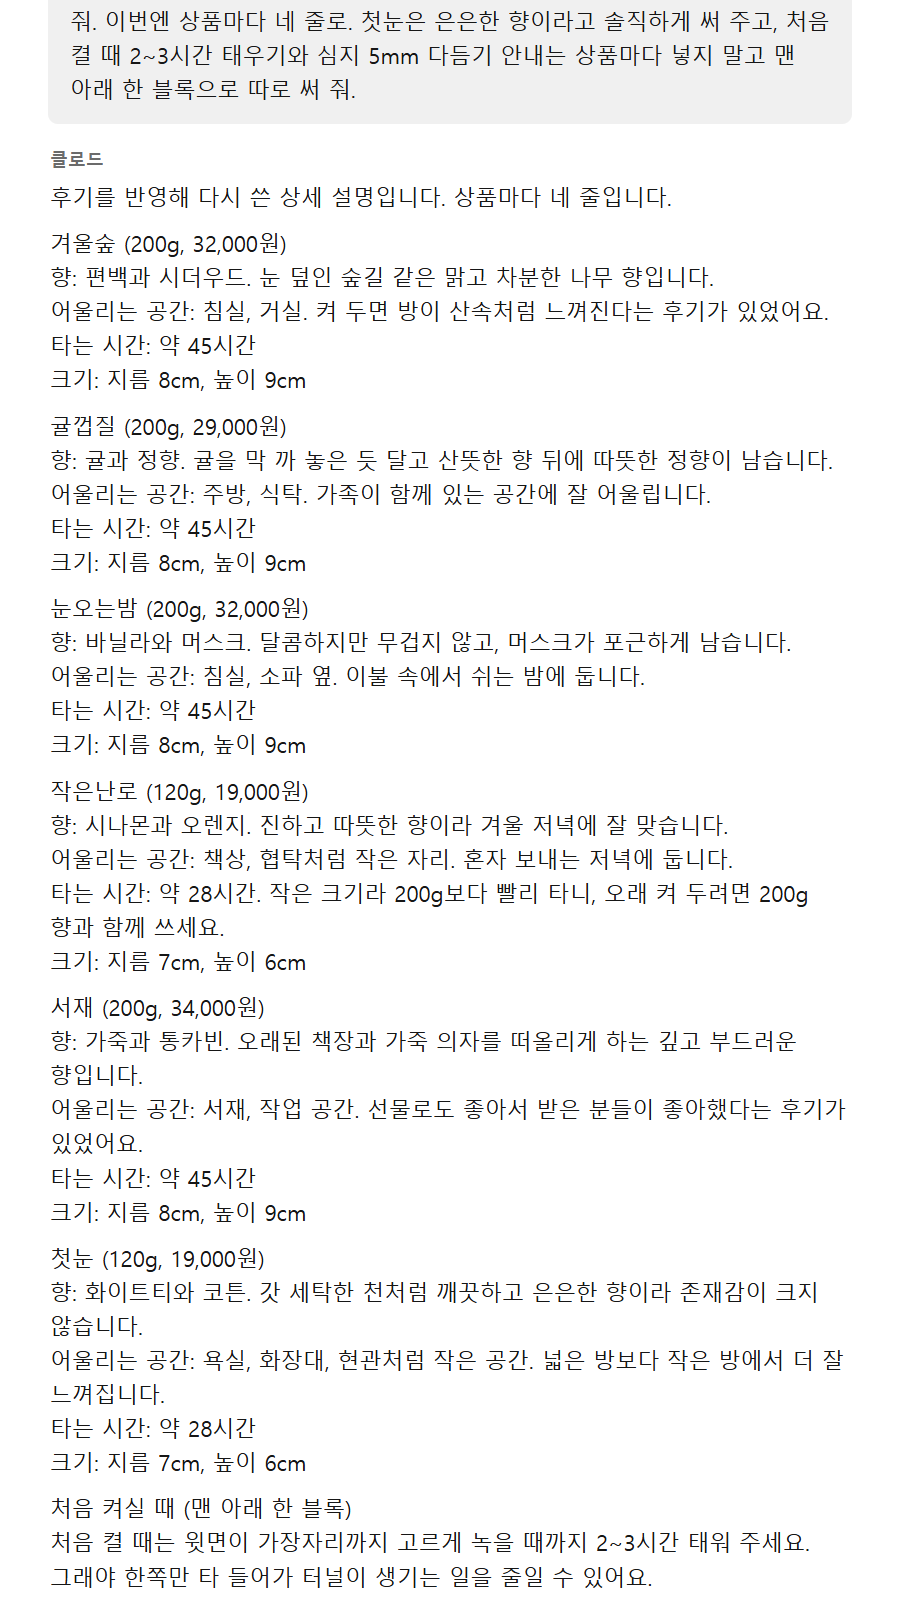 줘. 이번엔 상품마다 네 줄로. 첫눈은 은은한 향이라고 솔직하게 써 주고, 처음
켤 때 2~3시간 태우기와 심지 5mm 다듬기 안내는 상품마다 넣지 말고 맨
아래 한 블록으로 따로 써 줘.
클로드
후기를 반영해 다시 쓴 상세 설명입니다. 상품마다 네 줄입니다.
겨울숲 (200g, 32,000원)
향: 편백과 시더우드. 눈 덮인 숲길 같은 맑고 차분한 나무 향입니다.
어울리는 공간: 침실, 거실. 켜 두면 방이 산속처럼 느껴진다는 후기가 있었어요.
타는 시간: 약 45시간
크기: 지름 8cm, 높이 9cm
귤껍질 (200g, 29,000원)
향: 귤과 정향. 귤을 막 까 놓은 듯 달고 산뜻한 향 뒤에 따뜻한 정향이 남습니다.
어울리는 공간: 주방, 식탁. 가족이 함께 있는 공간에 잘 어울립니다.
타는 시간: 약 45시간
크기: 지름 8cm, 높이 9cm
눈오는밤 (200g, 32,000원)
향: 바닐라와 머스크. 달콤하지만 무겁지 않고, 머스크가 포근하게 남습니다.
어울리는 공간: 침실, 소파 옆. 이불 속에서 쉬는 밤에 둡니다.
타는 시간: 약 45시간
크기: 지름 8cm, 높이 9cm
작은난로 (120g, 19,000원)
향: 시나몬과 오렌지. 진하고 따뜻한 향이라 겨울 저녁에 잘 맞습니다.
어울리는 공간: 책상, 협탁처럼 작은 자리. 혼자 보내는 저녁에 둡니다.
타는 시간: 약 28시간. 작은 크기라 200g보다 빨리 타니, 오래 켜 두려면 200g
향과 함께 쓰세요.
크기: 지름 7cm, 높이 6cm
서재 (200g, 34,000원)
향: 가죽과 통카빈. 오래된 책장과 가죽 의자를 떠올리게 하는 깊고 부드러운
향입니다.
어울리는 공간: 서재, 작업 공간. 선물로도 좋아서 받은 분들이 좋아했다는 후기가
있었어요.
타는 시간: 약 45시간
크기: 지름 8cm, 높이 9cm
첫눈 (120g, 19,000원)
향: 화이트티와 코튼. 갓 세탁한 천처럼 깨끗하고 은은한 향이라 존재감이 크지
않습니다.
어울리는 공간: 욕실, 화장대, 현관처럼 작은 공간. 넓은 방보다 작은 방에서 더 잘
느껴집니다.
타는 시간: 약 28시간
크기: 지름 7cm, 높이 6cm
처음 켜실 때 (맨 아래 한 블록)
처음 켤 때는 윗면이 가장자리까지 고르게 녹을 때까지 2~3시간 태워 주세요.
그래야 한쪽만 타 들어가 터널이 생기는 일을 줄일 수 있어요.